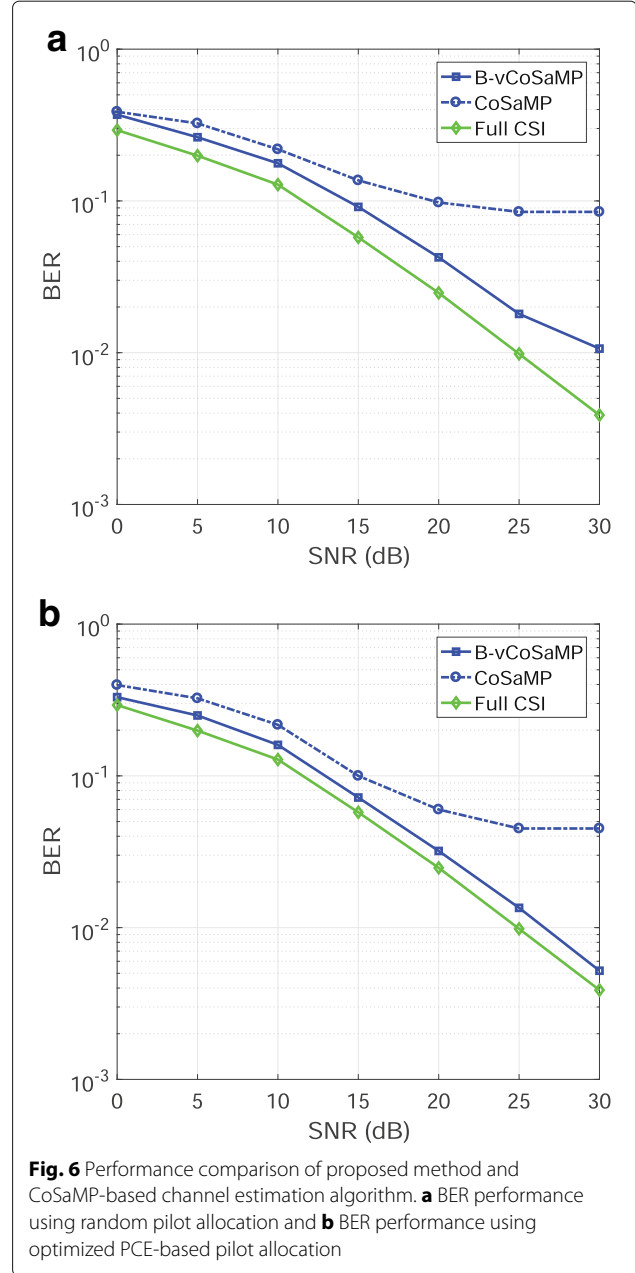 a
10^0
B-vCoSaMP
CoSaMP
Full CSI
10^-1
BER
10^-2
10^-3
0 5 10 15 20 25 30
SNR (dB)
b
10^0
B-vCoSaMP
CoSaMP
Full CSI
10^-1
BER
10^-2
10^-3
0 5 10 15 20 25 30
SNR (dB)
Fig. 6 Performance comparison of proposed method and
CoSaMP-based channel estimation algorithm. a BER performance
using random pilot allocation and b BER performance using
optimized PCE-based pilot allocation